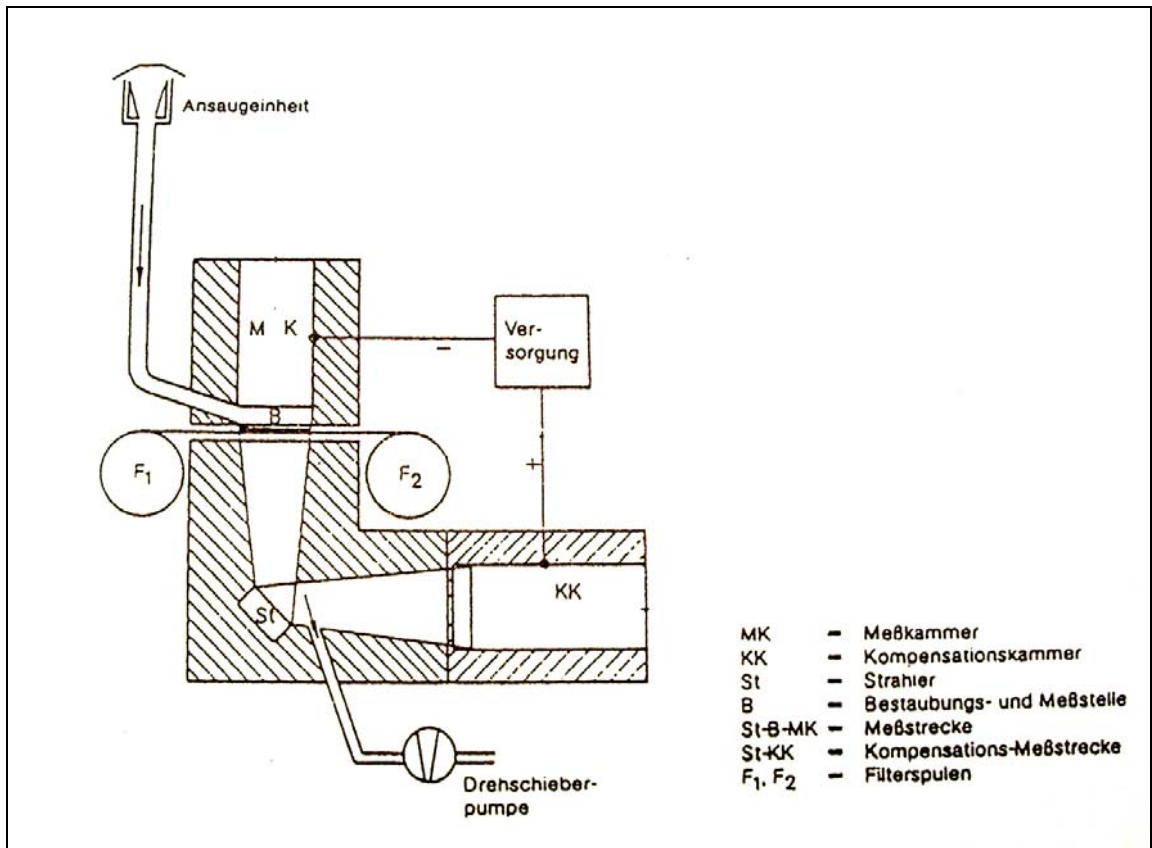 Ansaugeinheit
M K
Ver-
sorgung
−
B
F₁
F₂
+
St
KK
Drehschieber-
pumpe
MK – Meßkammer
KK – Kompensationskammer
St – Strahler
B – Bestaubungs- und Meßstelle
St-B-MK – Meßstrecke
St-KK – Kompensations-Meßstrecke
F₁, F₂ – Filterspulen